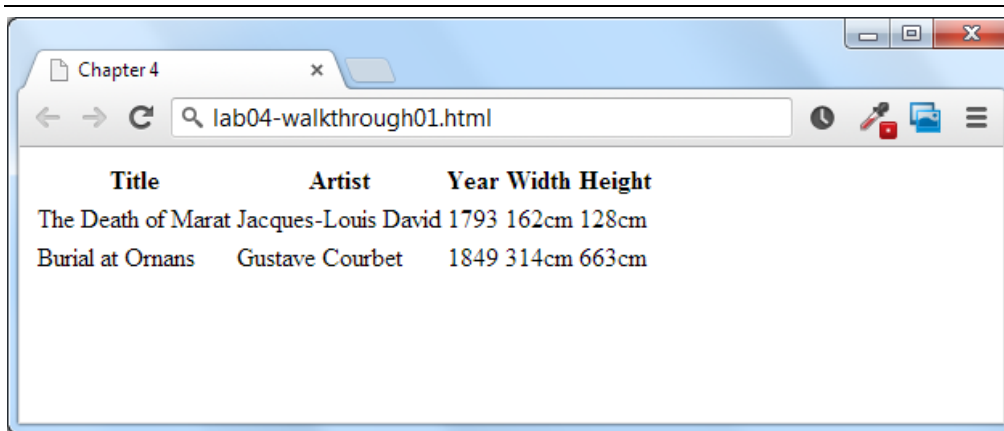 Chapter 4
lab04-walkthrough01.html
Title Artist Year Width Height
The Death of Marat Jacques-Louis David 1793 162cm 128cm
Burial at Ornans Gustave Courbet 1849 314cm 663cm